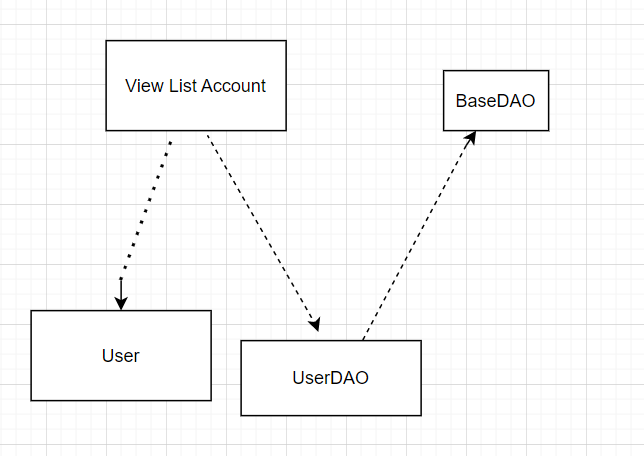 View List Account
BaseDAO
User
UserDAO